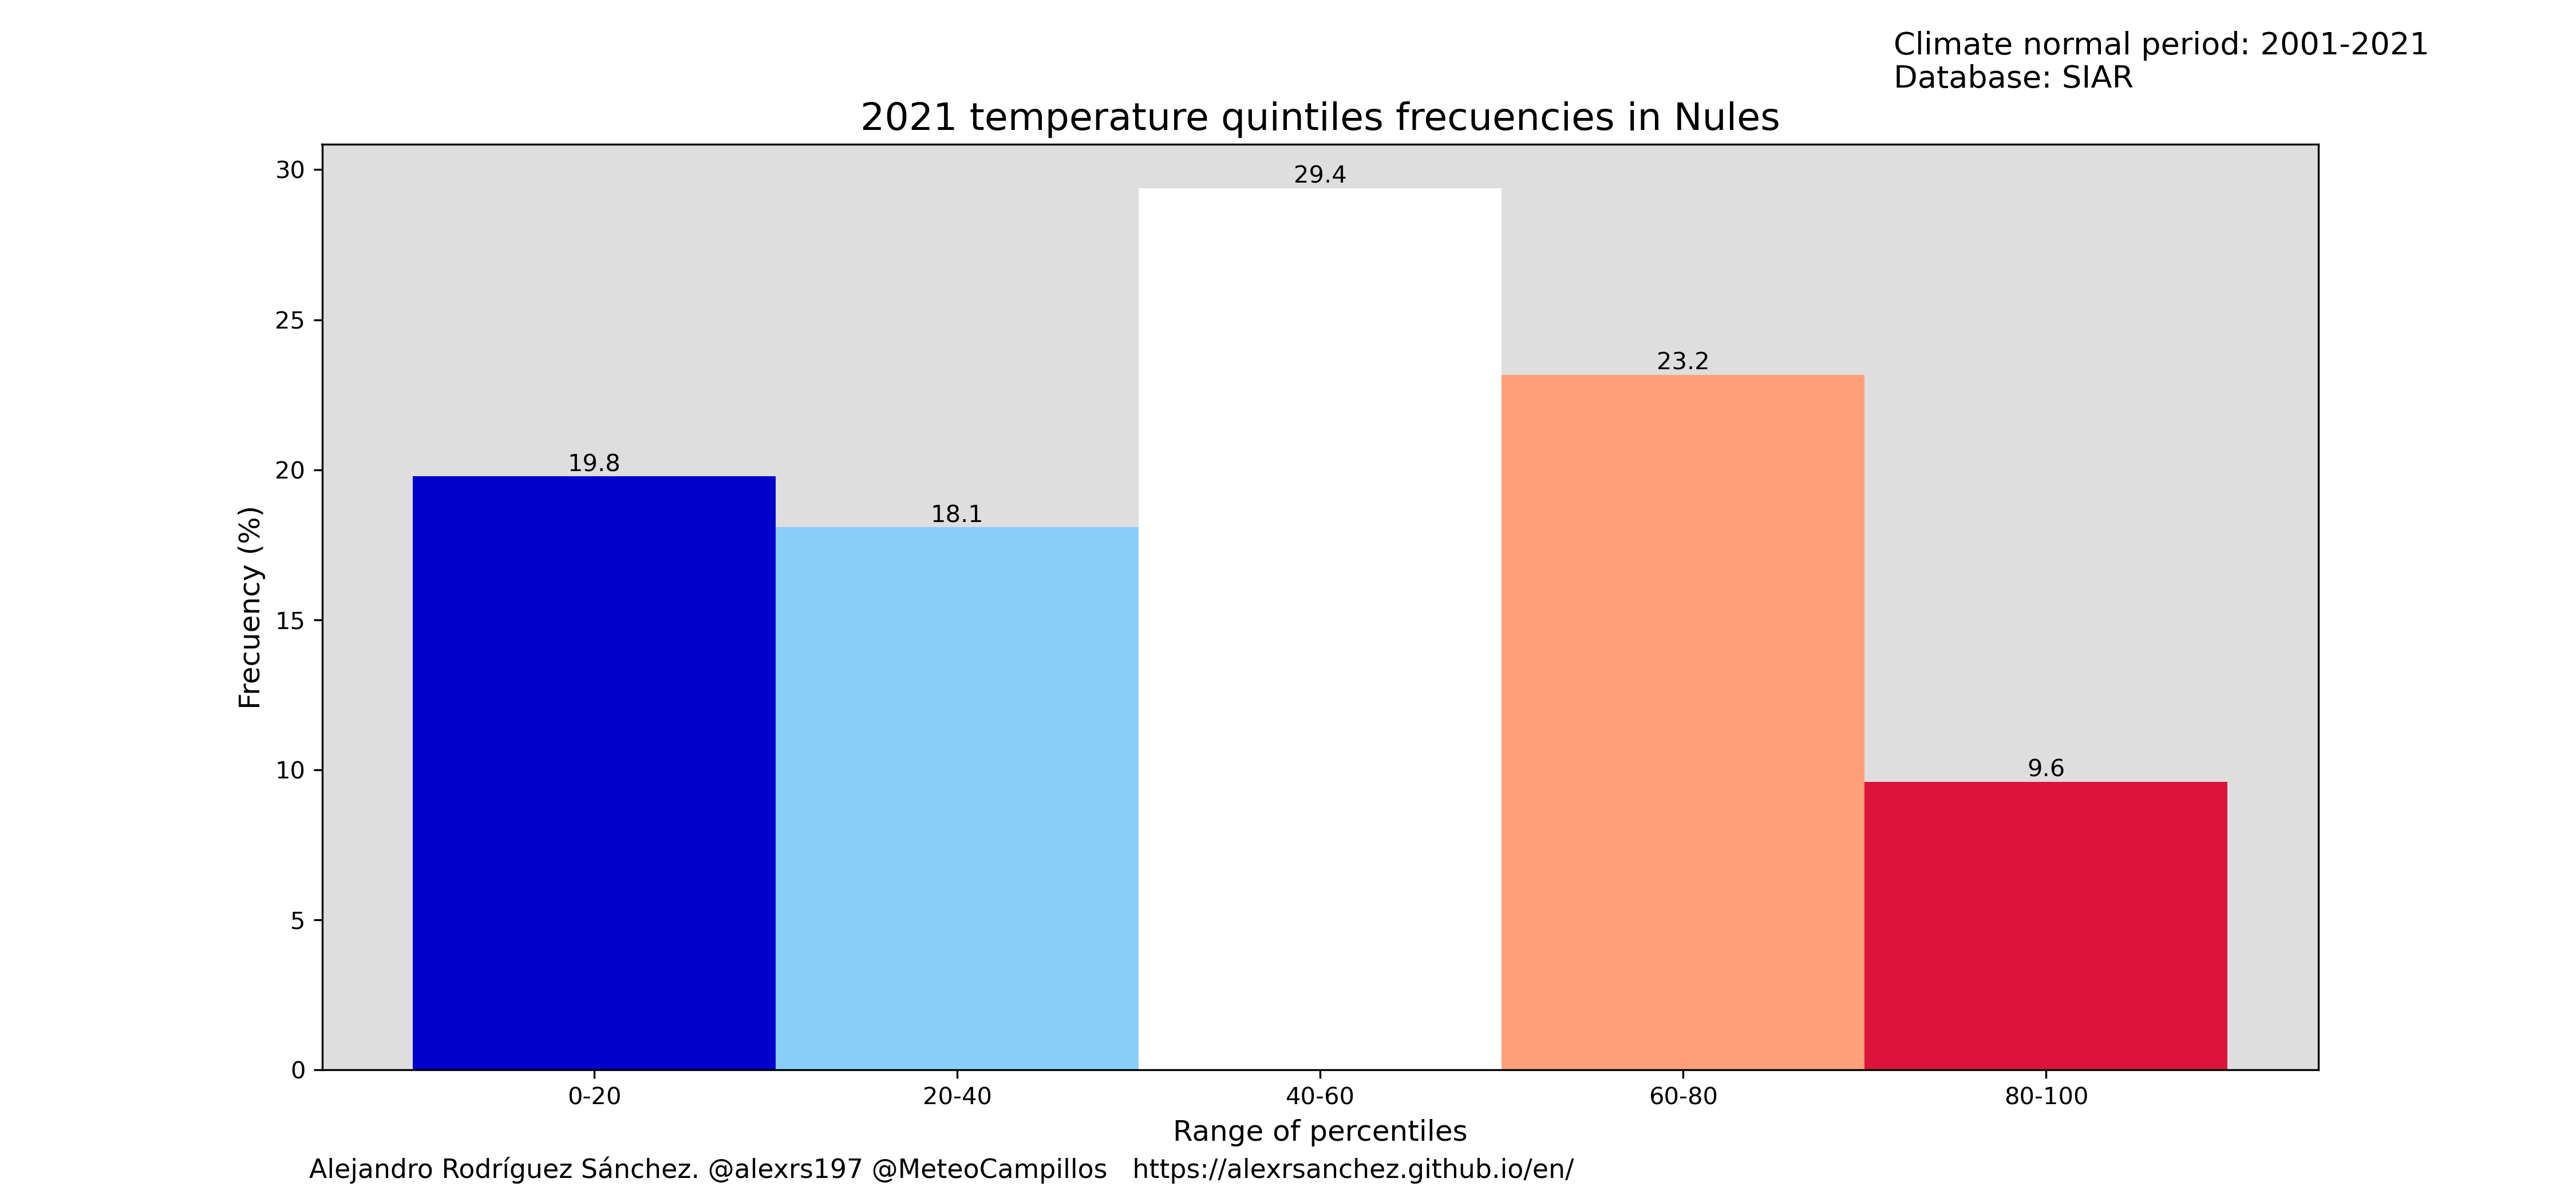 Climate normal period: 2001-2021
Database: SIAR
2021 temperature quintiles frecuencies in Nules
Frecuency (%)
30
25
20
15
10
5
0
19.8
18.1
29.4
23.2
9.6
0-20
20-40
40-60
60-80
80-100
Range of percentiles
Alejandro Rodríguez Sánchez. @alexrs197 @MeteoCampillos https://alexrsanchez.github.io/en/